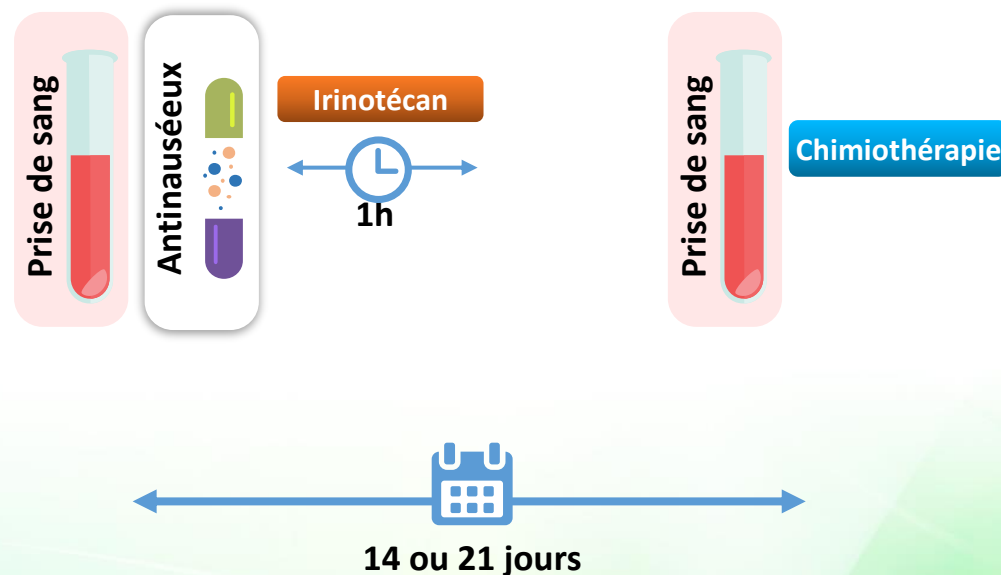 Prise de sang
Antinauséeux
Irinotécan
1h
Prise de sang
Chimiothérapie
14 ou 21 jours